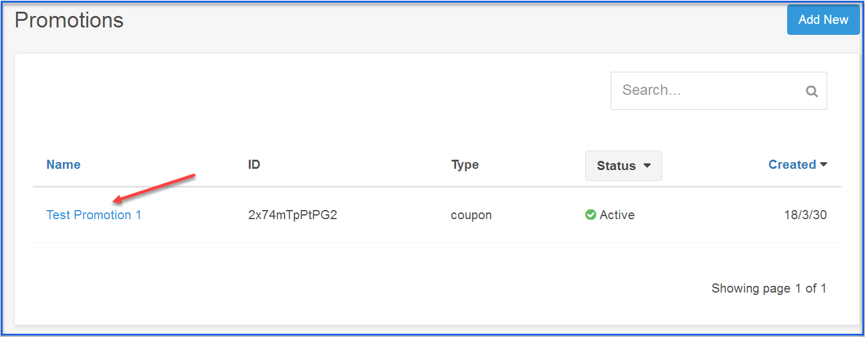 Promotions
Add New
Search...
Name ID Type Status Created
Test Promotion 1 2x74mTpPtPG2 coupon Active 18/3/30
Showing page 1 of 1